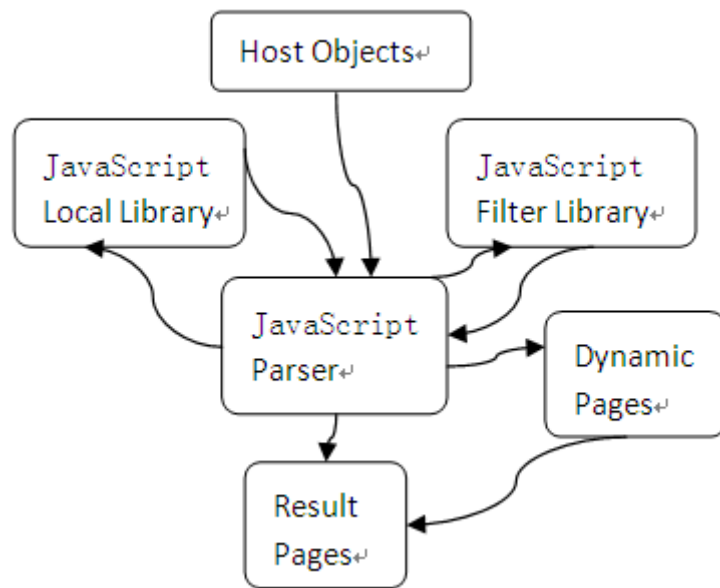 Host Objects↵
JavaScript
Local Library↵
JavaScript
Filter Library↵
JavaScript
Parser↵
Dynamic
Pages↵
Result
Pages↵